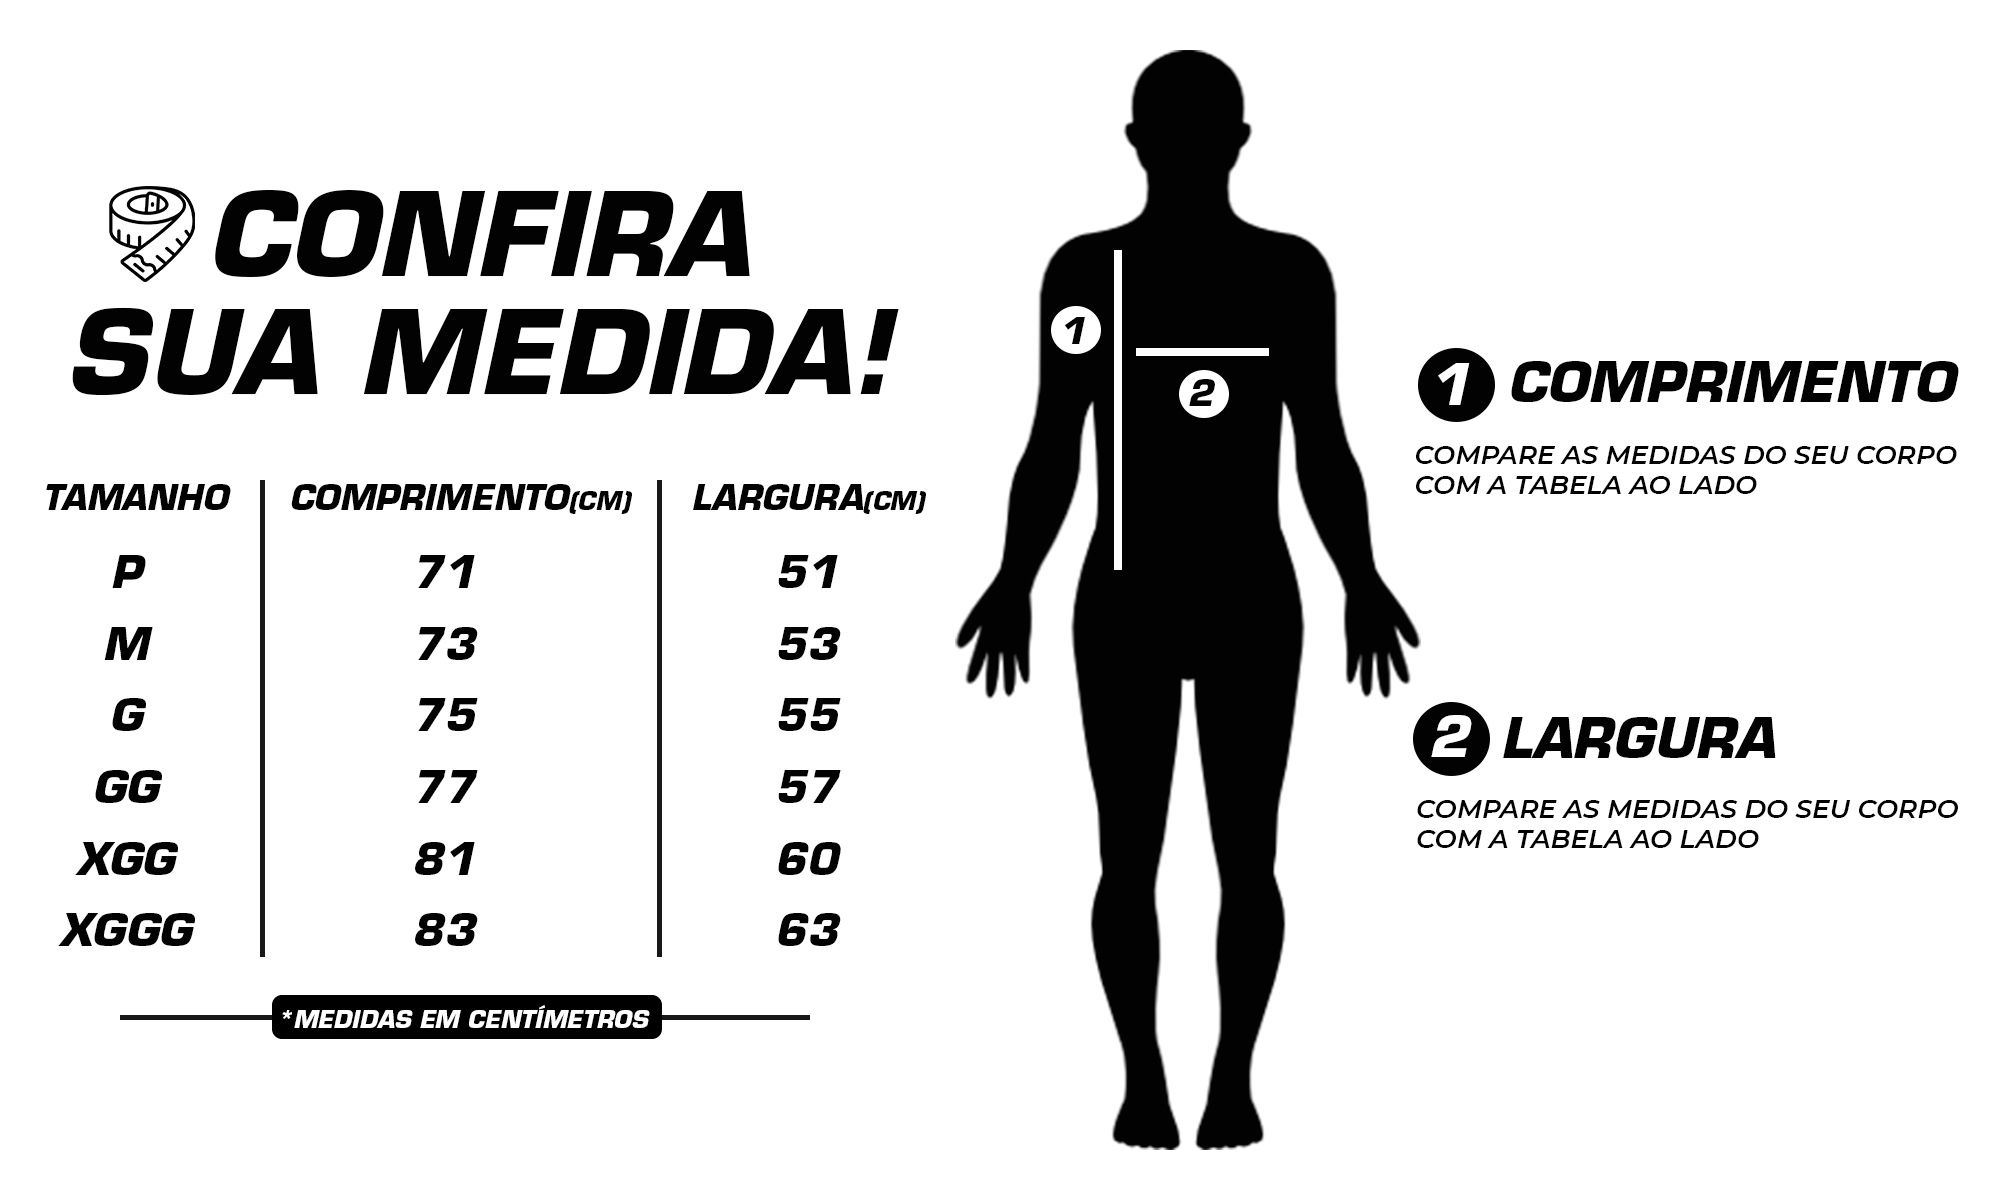 CONFIRA
SUA MEDIDA!
TAMANHO COMPRIMENTO(CM) LARGURA(CM)
P 71 51
M 73 53
G 75 55
GG 77 57
XGG 81 60
XGGG 83 63
*MEDIDAS EM CENTÍMETROS
1
2
1 COMPRIMENTO
COMPARE AS MEDIDAS DO SEU CORPO
COM A TABELA AO LADO
2 LARGURA
COMPARE AS MEDIDAS DO SEU CORPO
COM A TABELA AO LADO